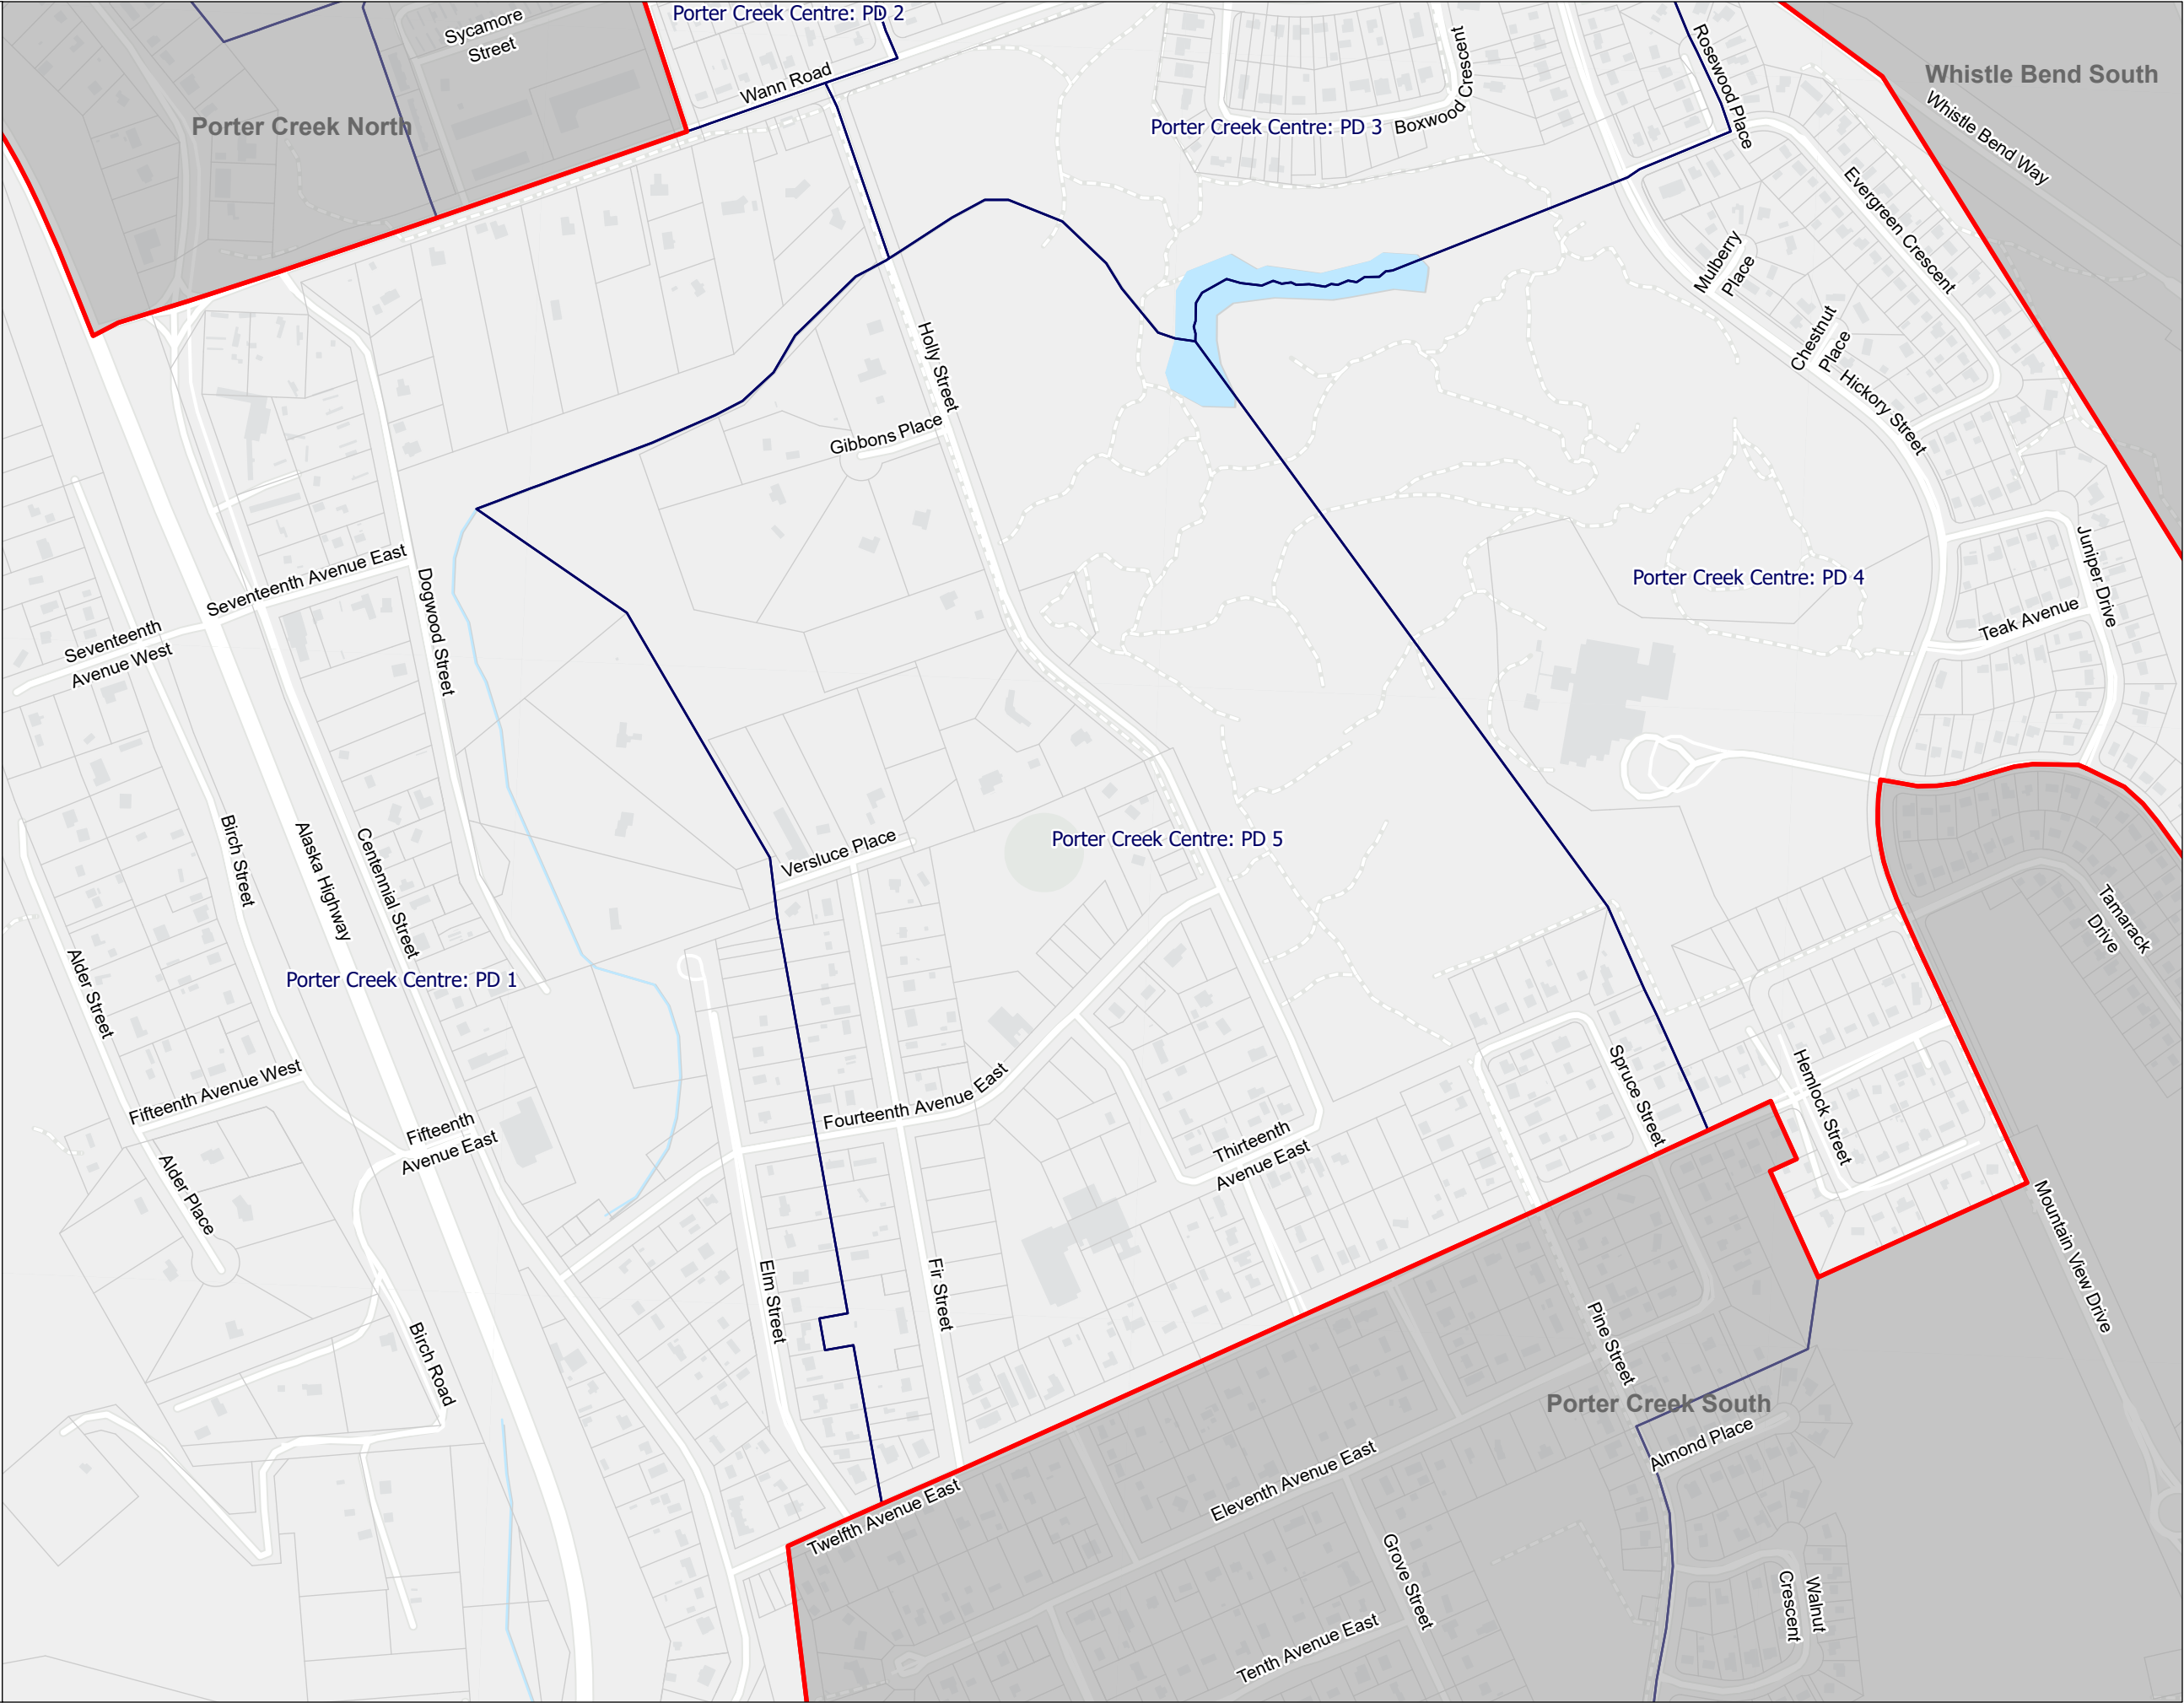 Porter Creek Centre: PD 2
Sycamore
Street
Wann Road
Boxwood Crescent
Rosewood Place
Whistle Bend South
Whistle Bend Way
Porter Creek North
Porter Creek Centre: PD 3
Evergreen Crescent
Mulberry
Place
Chestnut
Place
Hickory Street
Holly Street
Gibbons Place
Seventeenth Avenue East
Dogwood Street
Seventeenth
Avenue West
Porter Creek Centre: PD 4
Juniper Drive
Teak Avenue
Birch Street
Alaska Highway
Centennial Street
Versluce Place
Porter Creek Centre: PD 5
Tamarack
Drive
Alder Street
Porter Creek Centre: PD 1
Fifteenth Avenue West
Fifteenth
Avenue East
Fourteenth Avenue East
Thirteenth
Avenue East
Spruce Street
Hemlock Street
Alder Place
Mountain View Drive
Elm Street
Fir Street
Birch Road
Pine Street
Porter Creek South
Almond Place
Twelfth Avenue East
Eleventh Avenue East
Grove Street
Tenth Avenue East
Walnut
Crescent